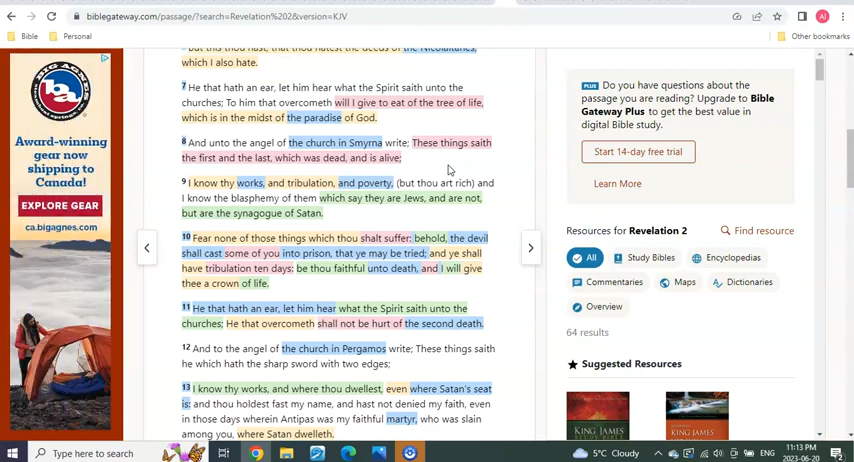 biblegateway.com/passage/?search=Revelation%202&version=KJV
AI
Bible
Personal
Other bookmarks
But this thou hast, that thou hatest the deeds of the Nicolaitanes,
which I also hate.
7 He that hath an ear, let him hear what the Spirit saith unto the
churches; To him that overcometh will I give to eat of the tree of life,
which is in the midst of the paradise of God.
8 And unto the angel of the church in Smyrna write; These things saith
the first and the last, which was dead, and is alive;
9 I know thy works, and tribulation, and poverty, (but thou art rich) and
I know the blasphemy of them which say they are Jews, and are not,
but are the synagogue of Satan.
10 Fear none of those things which thou shalt suffer: behold, the devil
shall cast some of you into prison, that ye may be tried; and ye shall
have tribulation ten days: be thou faithful unto death, and I will give
thee a crown of life.
11 He that hath an ear, let him hear what the Spirit saith unto the
churches; He that overcometh shall not be hurt of the second death.
12 And to the angel of the church in Pergamos write; These things saith
he which hath the sharp sword with two edges;
13 I know thy works, and where thou dwellest, even where Satan's seat
is: and thou holdest fast my name, and hast not denied my faith, even
in those days wherein Antipas was my faithful martyr, who was slain
among you, where Satan dwelleth.
BIG AGNES
Award-winning
gear now
shipping to
Canada
EXPLORE GEAR
ca.bigagnes.com
PLUS Do you have questions about the
passage you are reading? Upgrade to Bible
Gateway Plus to get the best value in
digital Bible study.
Start 14-day free trial
Learn More
Resources for Revelation 2
Find resource
All
Study Bibles
Encyclopedias
Commentaries
Maps
Dictionaries
Overview
64 results
Suggested Resources
KING JAMES
KING JAMES
Type here to search
5°C Cloudy
ENG
11:13 PM
2023-06-20
2